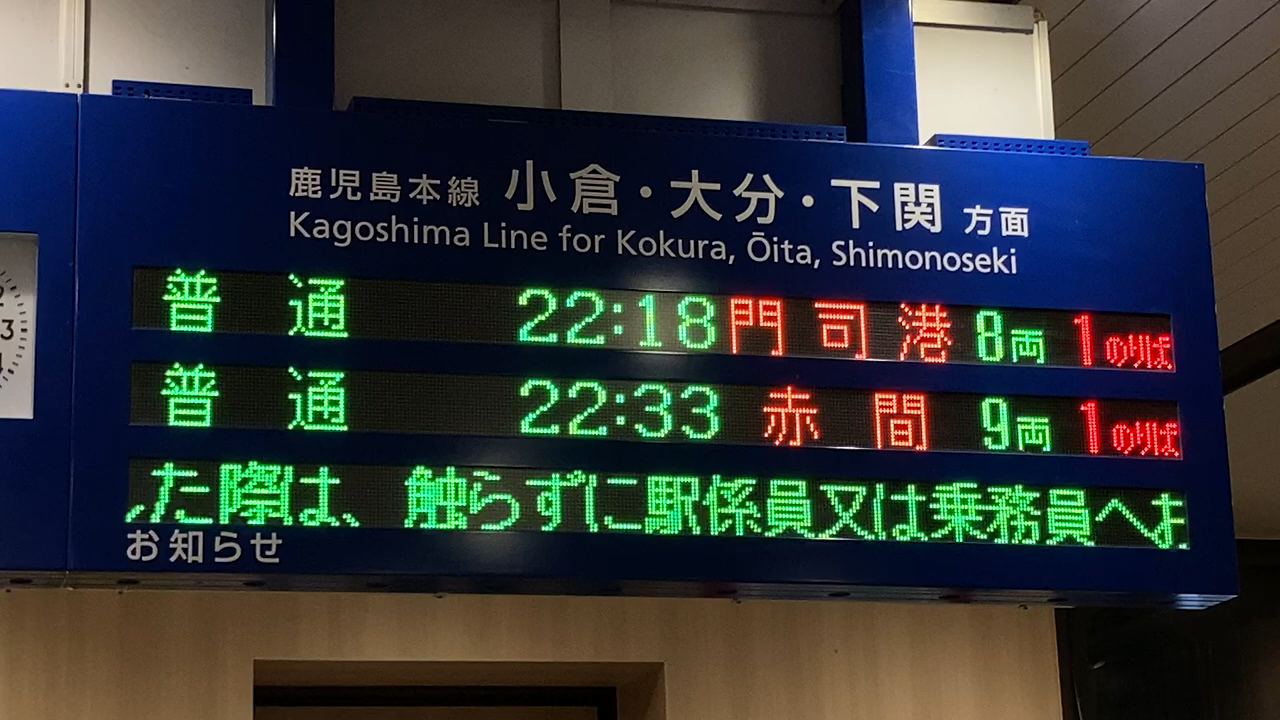 鹿児島本線 小倉・大分・下関 方面
Kagoshima Line for Kokura, Ōita, Shimonoseki
普通 22:18 門司港 8両 1のりば
普通 22:33 赤間 9両 1のりば
た際は、触らずに駅係員又は乗務員へお
お知らせ
2
3